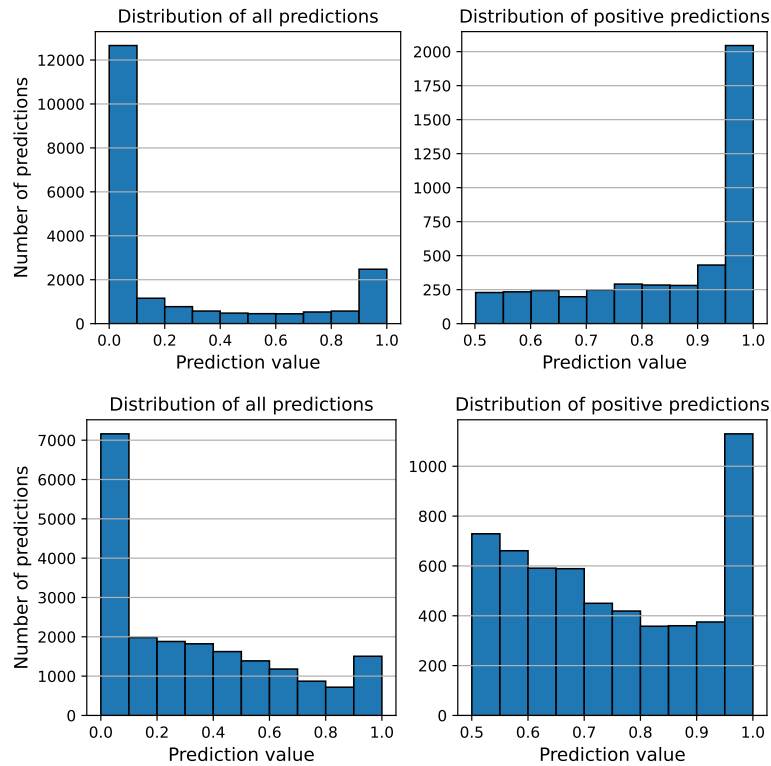 Distribution of all predictions
Number of predictions
12000
10000
8000
6000
4000
2000
0
0.0 0.2 0.4 0.6 0.8 1.0
Prediction value
Distribution of positive predictions
2000
1750
1500
1250
1000
750
500
250
0
0.5 0.6 0.7 0.8 0.9 1.0
Prediction value
Distribution of all predictions
Number of predictions
7000
6000
5000
4000
3000
2000
1000
0
0.0 0.2 0.4 0.6 0.8 1.0
Prediction value
Distribution of positive predictions
1000
800
600
400
200
0
0.5 0.6 0.7 0.8 0.9 1.0
Prediction value